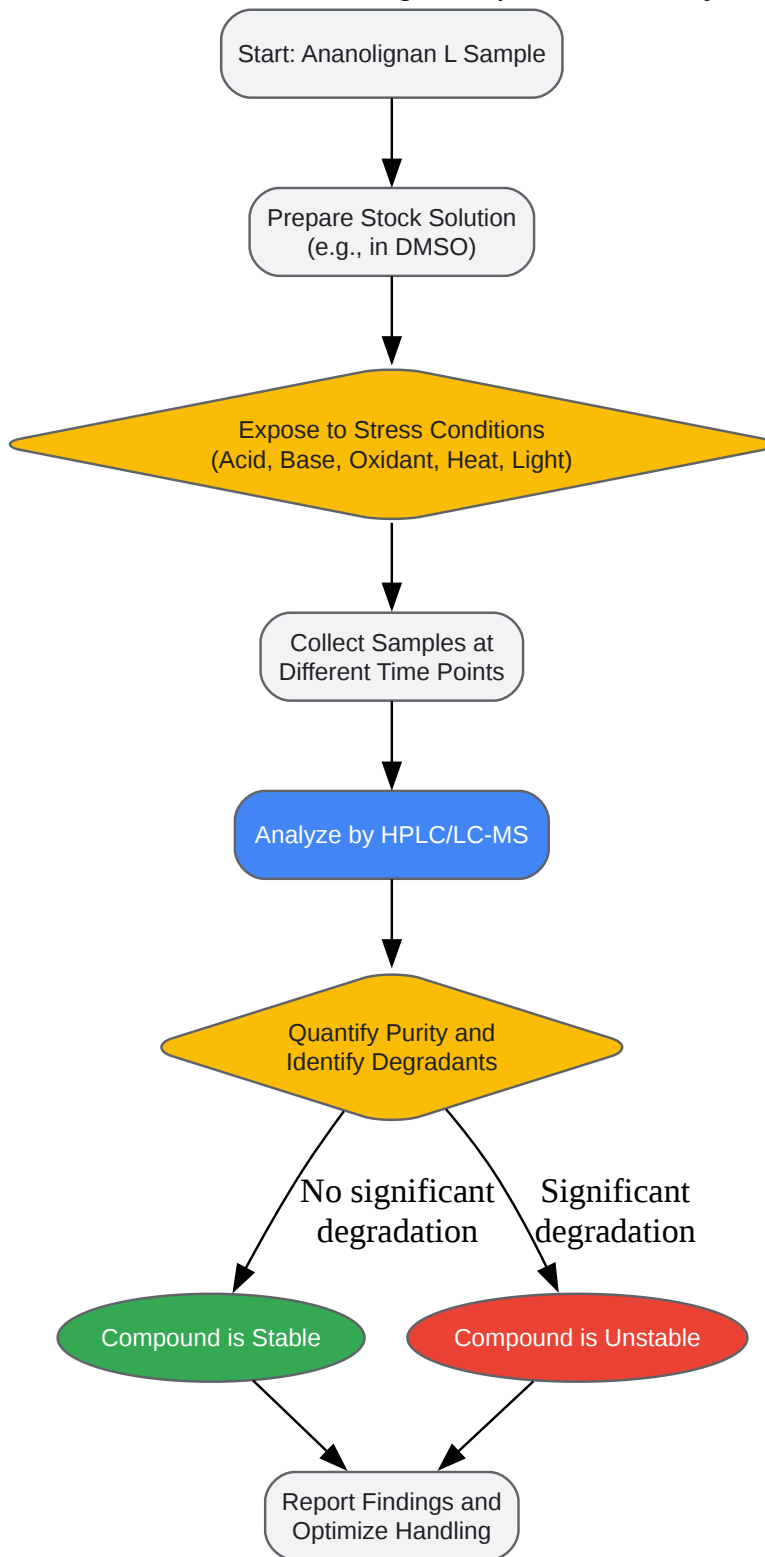 Start: Ananolignan L Sample
Prepare Stock Solution
(e.g., in DMSO)
Expose to Stress Conditions
(Acid, Base, Oxidant, Heat, Light)
Collect Samples at
Different Time Points
Analyze by HPLC/LC-MS
Quantify Purity and
Identify Degradants
No significant
degradation
Significant
degradation
Compound is Stable
Compound is Unstable
Report Findings and
Optimize Handling